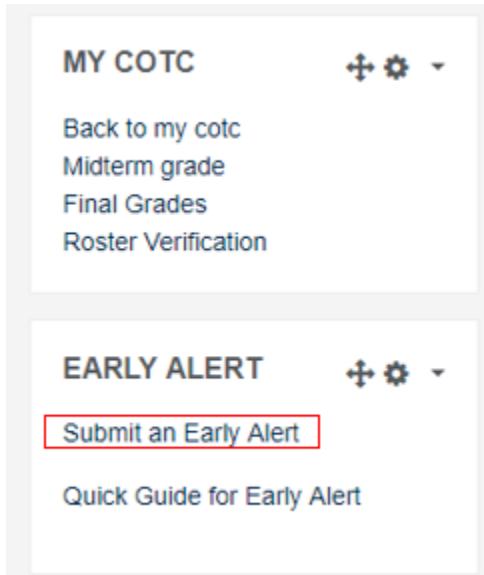 MY COTC
Back to my cotc
Midterm grade
Final Grades
Roster Verification
EARLY ALERT
Submit an Early Alert
Quick Guide for Early Alert